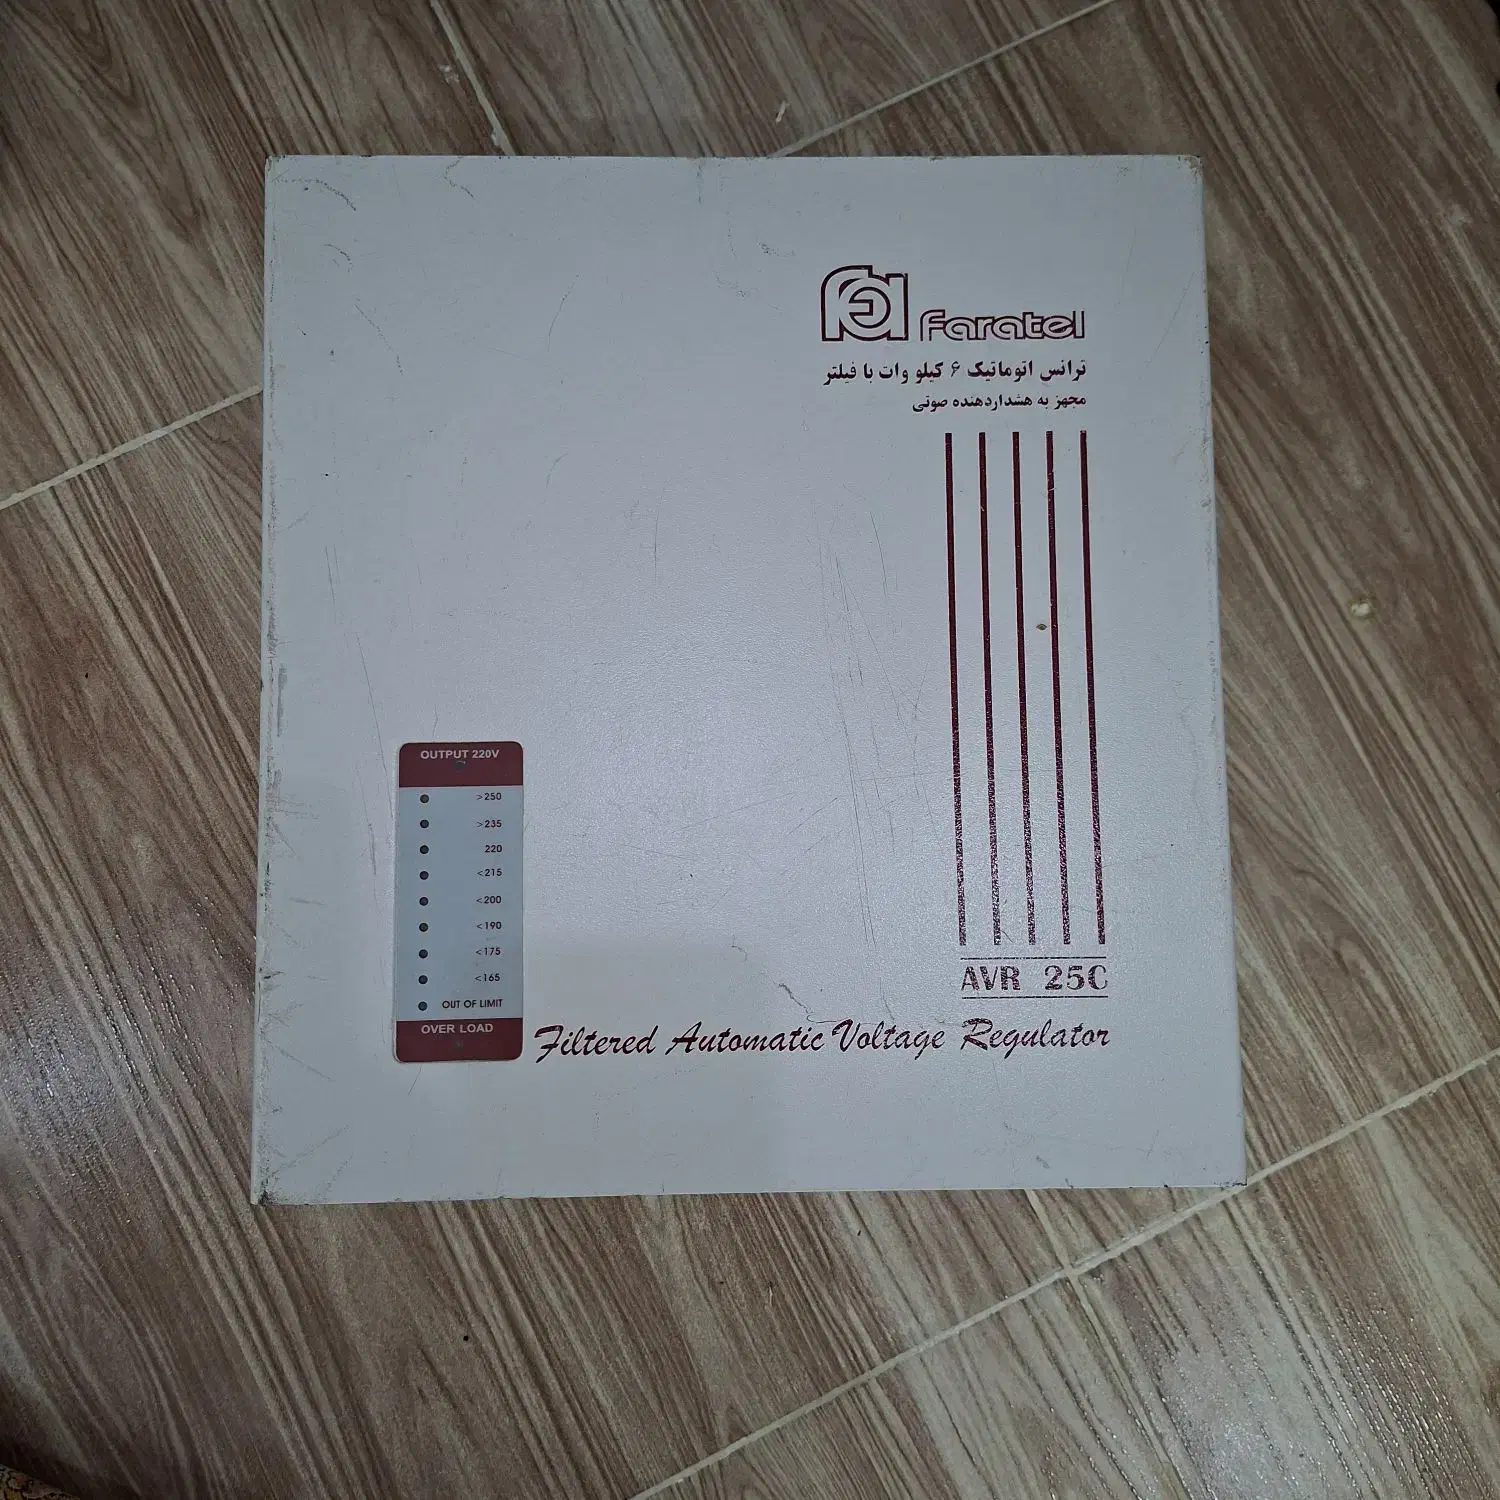 Faratel
ترانس اتوماتیک ۶ کیلو وات با فیلتر
مجهز به هشداردهنده صوتی
OUTPUT 220V
>250
>235
220
<215
<200
<190
<175
<165
OUT OF LIMIT
OVER LOAD
AVR 25C
Filtered Automatic Voltage Regulator